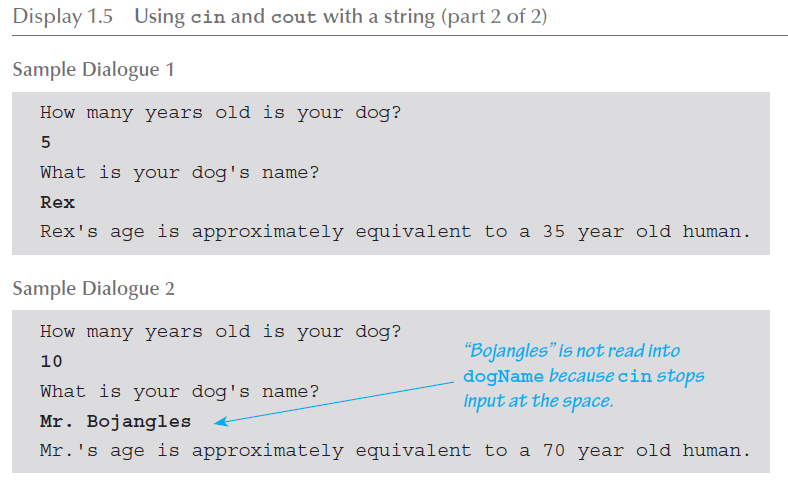 Display 1.5 Using cin and cout with a string (part 2 of 2)
Sample Dialogue 1
How many years old is your dog?
5
What is your dog's name?
Rex
Rex's age is approximately equivalent to a 35 year old human.
Sample Dialogue 2
How many years old is your dog?
10
What is your dog's name?
Mr. Bojangles
Mr.'s age is approximately equivalent to a 70 year old human.
“Bojangles” is not read into
dogName because cin stops
input at the space.